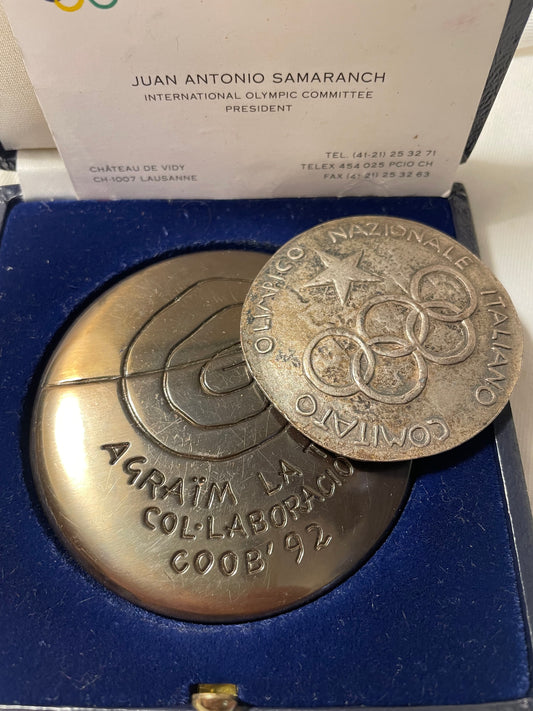 JUAN ANTONIO SAMARANCH
INTERNATIONAL OLYMPIC COMMITTEE
PRESIDENT
CHÂTEAU DE VIDY
CH-1007 LAUSANNE
TEL. (41-21) 25 32 71
TELEX 454 025 PCIO CH
FAX (41-21) 25 32 63
COMITATO OLIMPICO NAZIONALE ITALIANO
AGRAÏM LA
COL·LABORACIÓ
COOB' 92